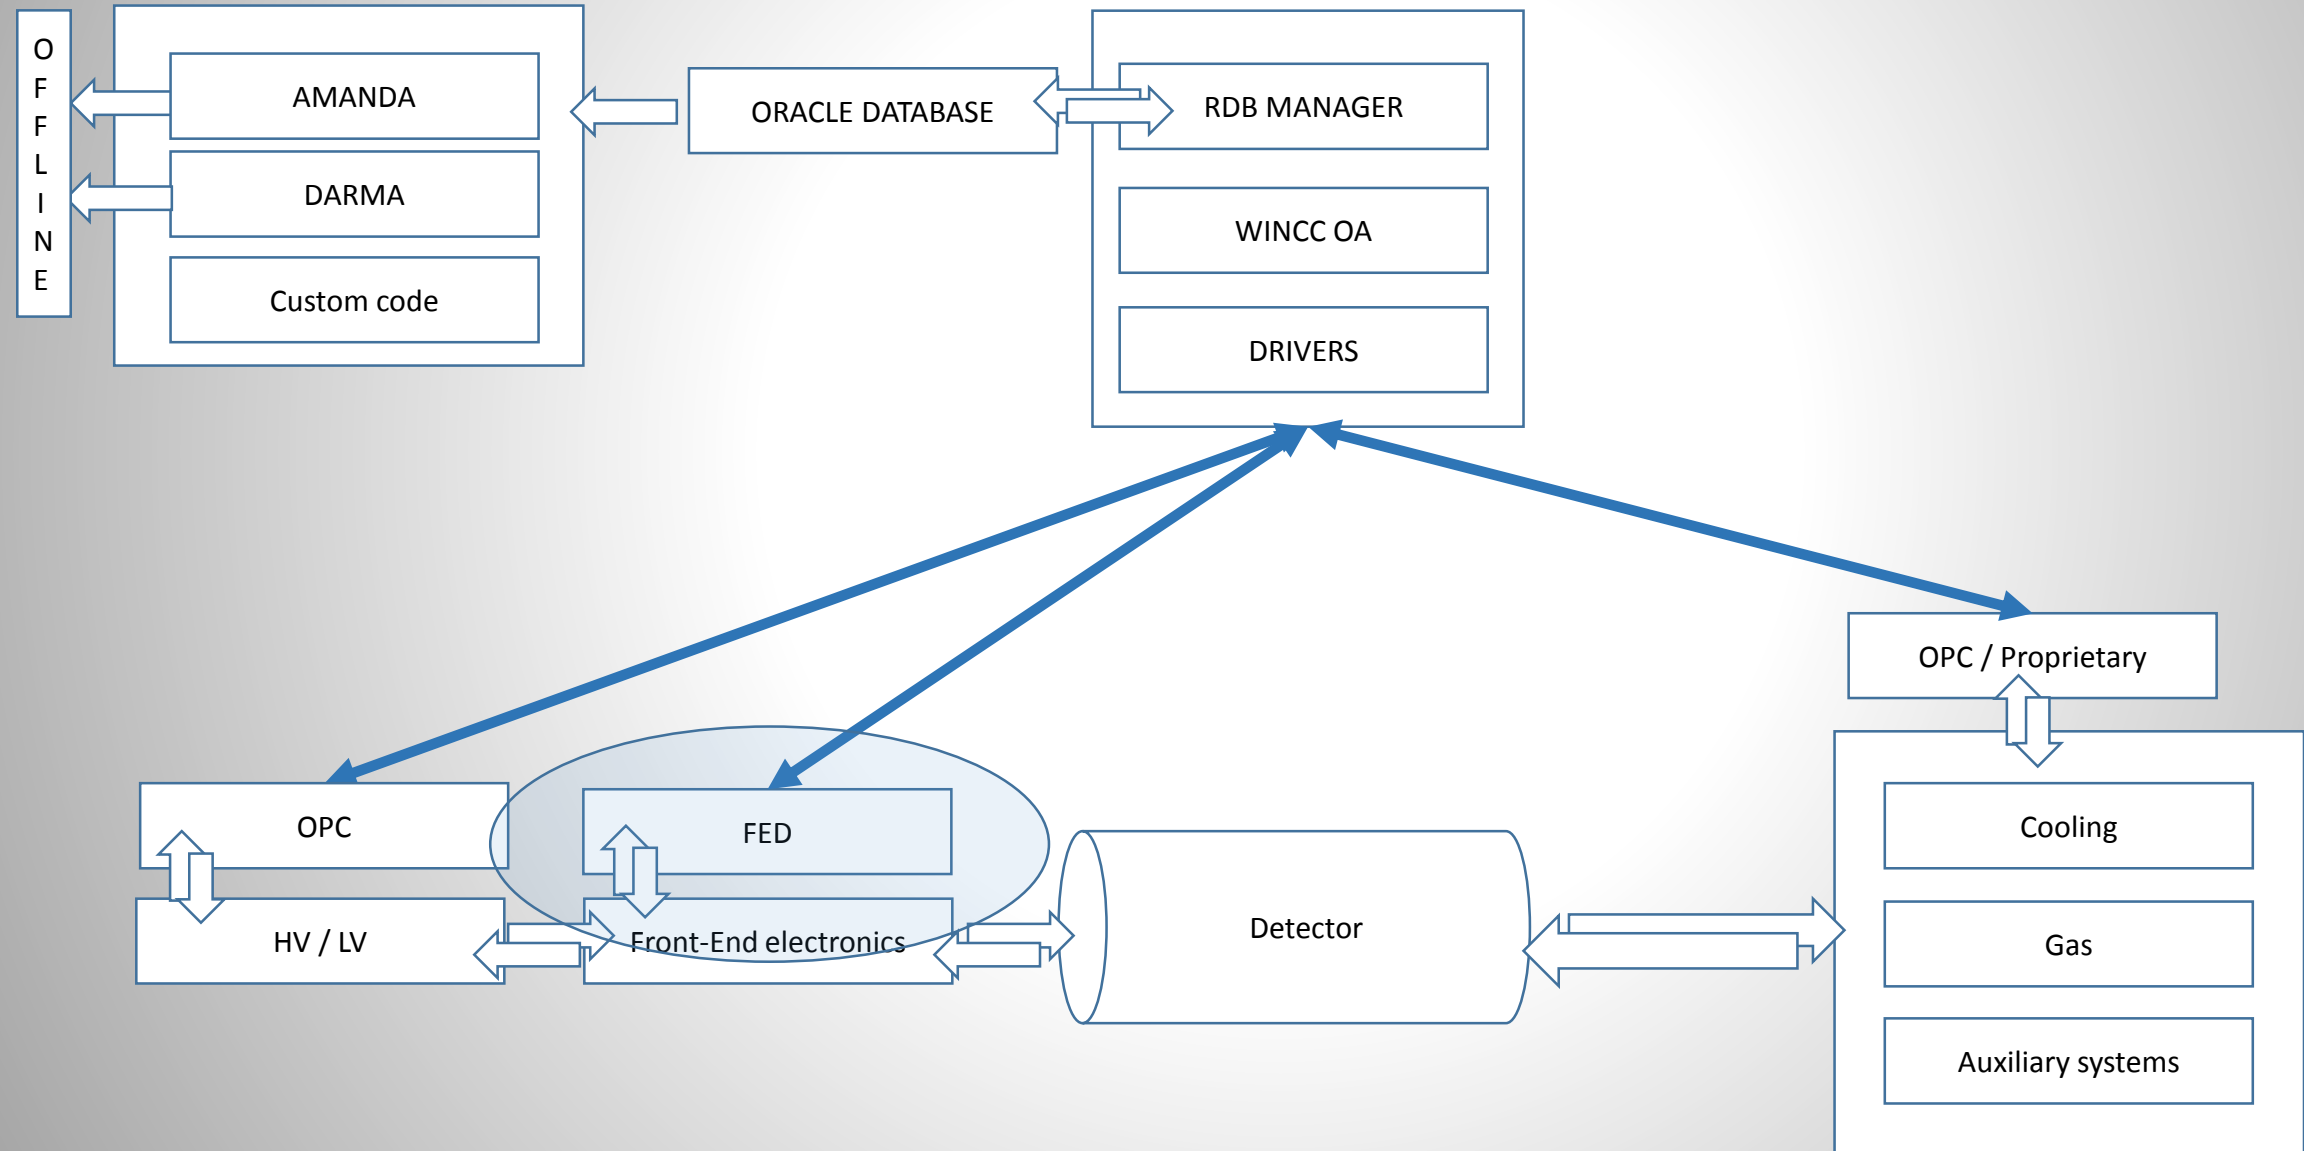 OFFLINE
AMANDA
DARMA
Custom code
ORACLE DATABASE
RDB MANAGER
WINCC OA
DRIVERS
OPC / Proprietary
OPC
FED
HV / LV
Front-End electronics
Detector
Cooling
Gas
Auxiliary systems